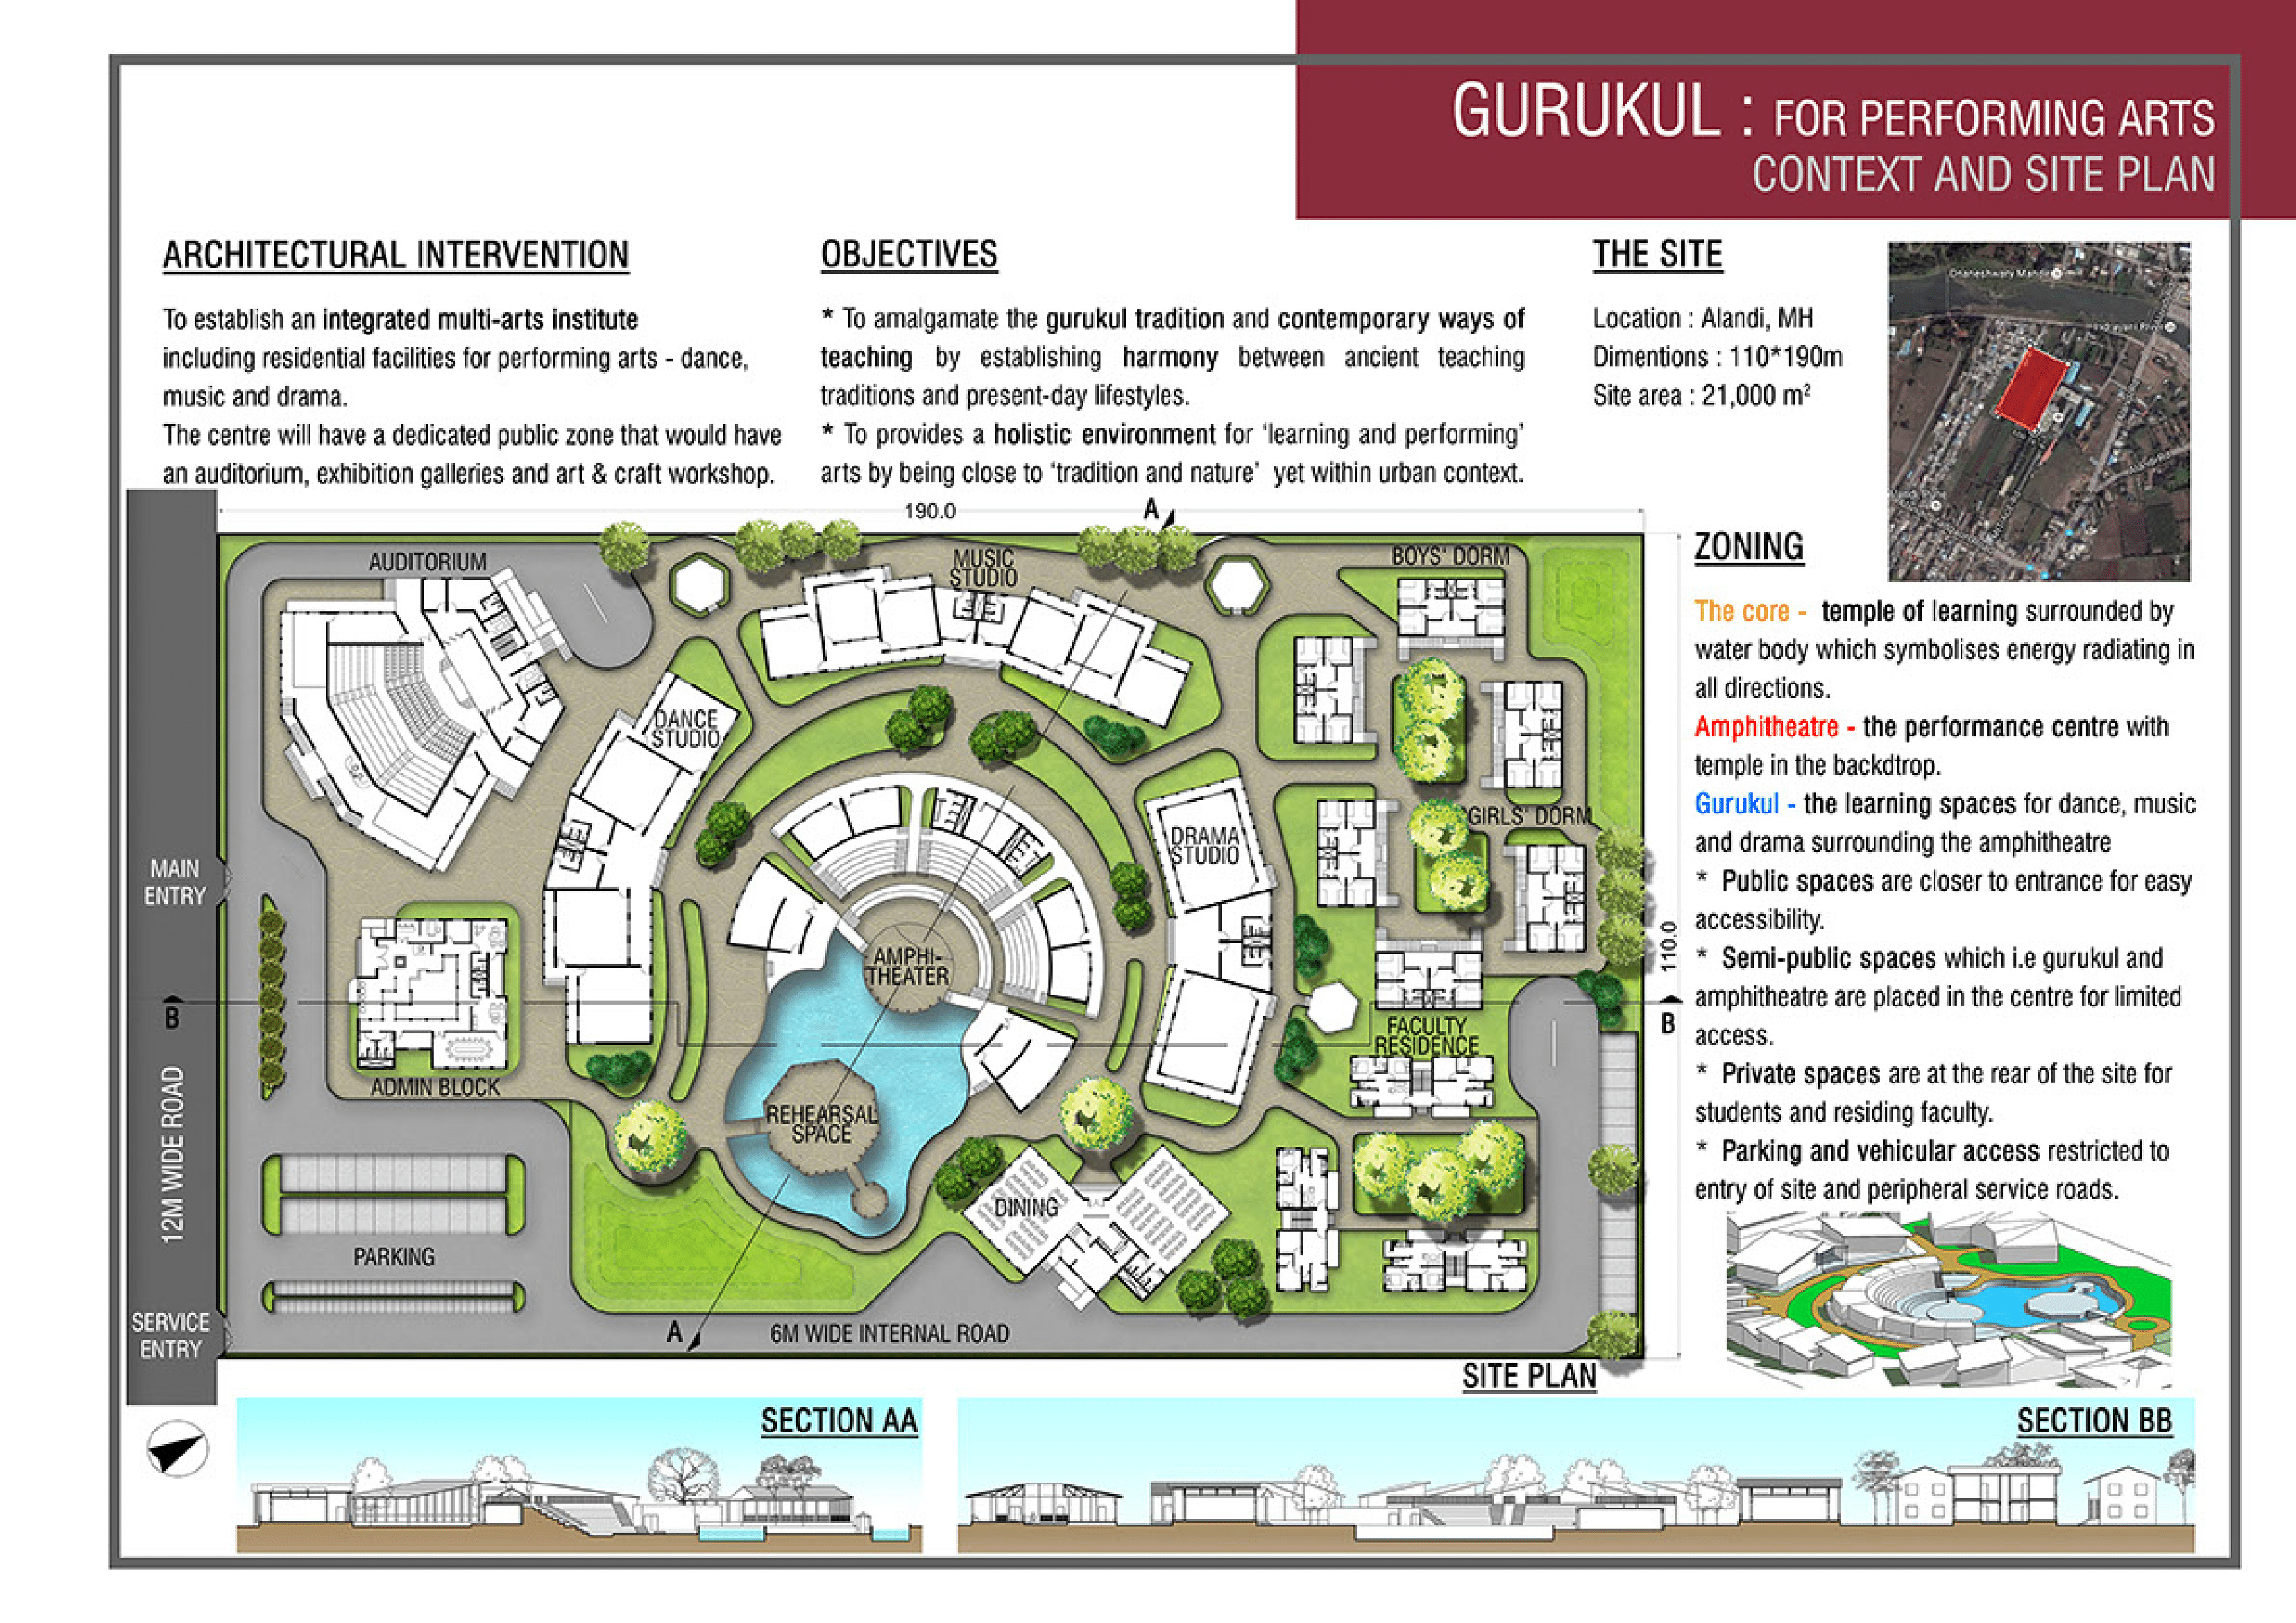 GURUKUL : FOR PERFORMING ARTS
CONTEXT AND SITE PLAN
ARCHITECTURAL INTERVENTION
To establish an integrated multi-arts institute
including residential facilities for performing arts - dance,
music and drama.
The centre will have a dedicated public zone that would have
an auditorium, exhibition galleries and art & craft workshop.
OBJECTIVES
* To amalgamate the gurukul tradition and contemporary ways of
teaching by establishing harmony between ancient teaching
traditions and present-day lifestyles.
* To provides a holistic environment for ‘learning and performing’
arts by being close to ‘tradition and nature’ yet within urban context.
THE SITE
Location : Alandi, MH
Dimentions : 110*190m
Site area : 21,000 m²
190.0
A
AUDITORIUM
MUSIC
STUDIO
BOYS' DORM
DANCE
STUDIO
GIRLS' DORM
DRAMA
STUDIO
MAIN
ENTRY
110.0
AMPHI-
THEATER
B
B
FACULTY
RESIDENCE
ADMIN BLOCK
REHEARSAL
SPACE
12M WIDE ROAD
DINING
PARKING
SERVICE
ENTRY
A
6M WIDE INTERNAL ROAD
SITE PLAN
ZONING
The core - temple of learning surrounded by
water body which symbolises energy radiating in
all directions.
Amphitheatre - the performance centre with
temple in the backdtrop.
Gurukul - the learning spaces for dance, music
and drama surrounding the amphitheatre
* Public spaces are closer to entrance for easy
accessibility.
* Semi-public spaces which i.e gurukul and
amphitheatre are placed in the centre for limited
access.
* Private spaces are at the rear of the site for
students and residing faculty.
* Parking and vehicular access restricted to
entry of site and peripheral service roads.
SECTION AA
SECTION BB